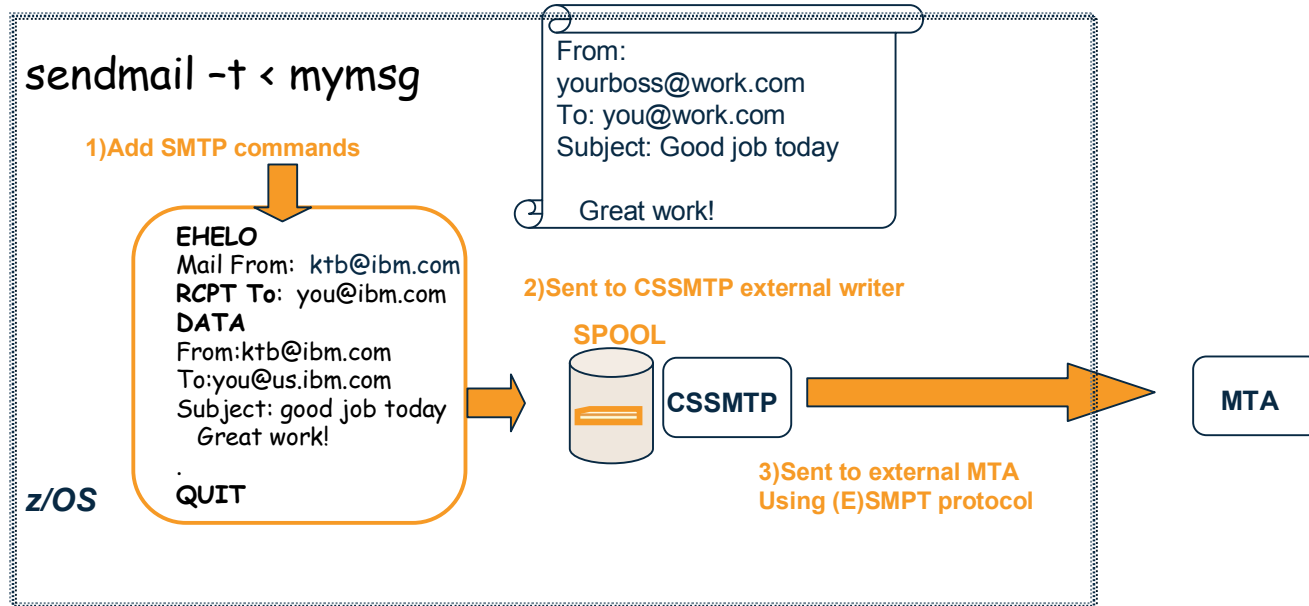 sendmail –t < mymsg
From:
yourboss@work.com
To: you@work.com
Subject: Good job today
Great work!
1)Add SMTP commands
EHELO
Mail From: ktb@ibm.com
RCPT To: you@ibm.com
DATA
From:ktb@ibm.com
To:you@us.ibm.com
Subject: good job today
Great work!
.
QUIT
2)Sent to CSSMTP external writer
SPOOL
CSSMTP
MTA
3)Sent to external MTA
Using (E)SMPT protocol
z/OS